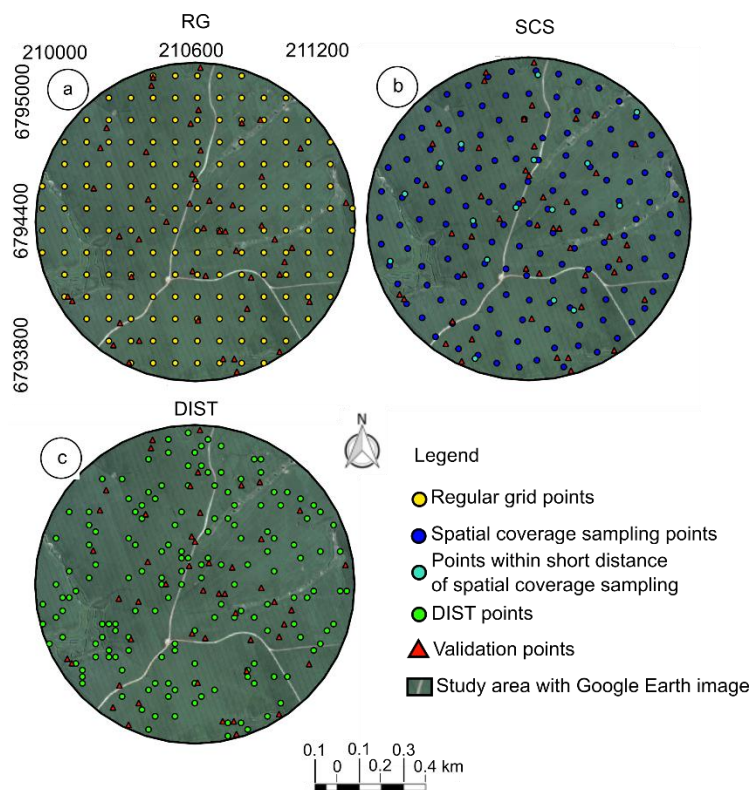 RG
SCS
210000 210600 211200
a
b
6795000
6794400
6793800
DIST
c
N
Legend
Regular grid points
Spatial coverage sampling points
Points within short distance
of spatial coverage sampling
DIST points
Validation points
Study area with Google Earth image
0.1 0 0.1 0.2 0.3 0.4 km